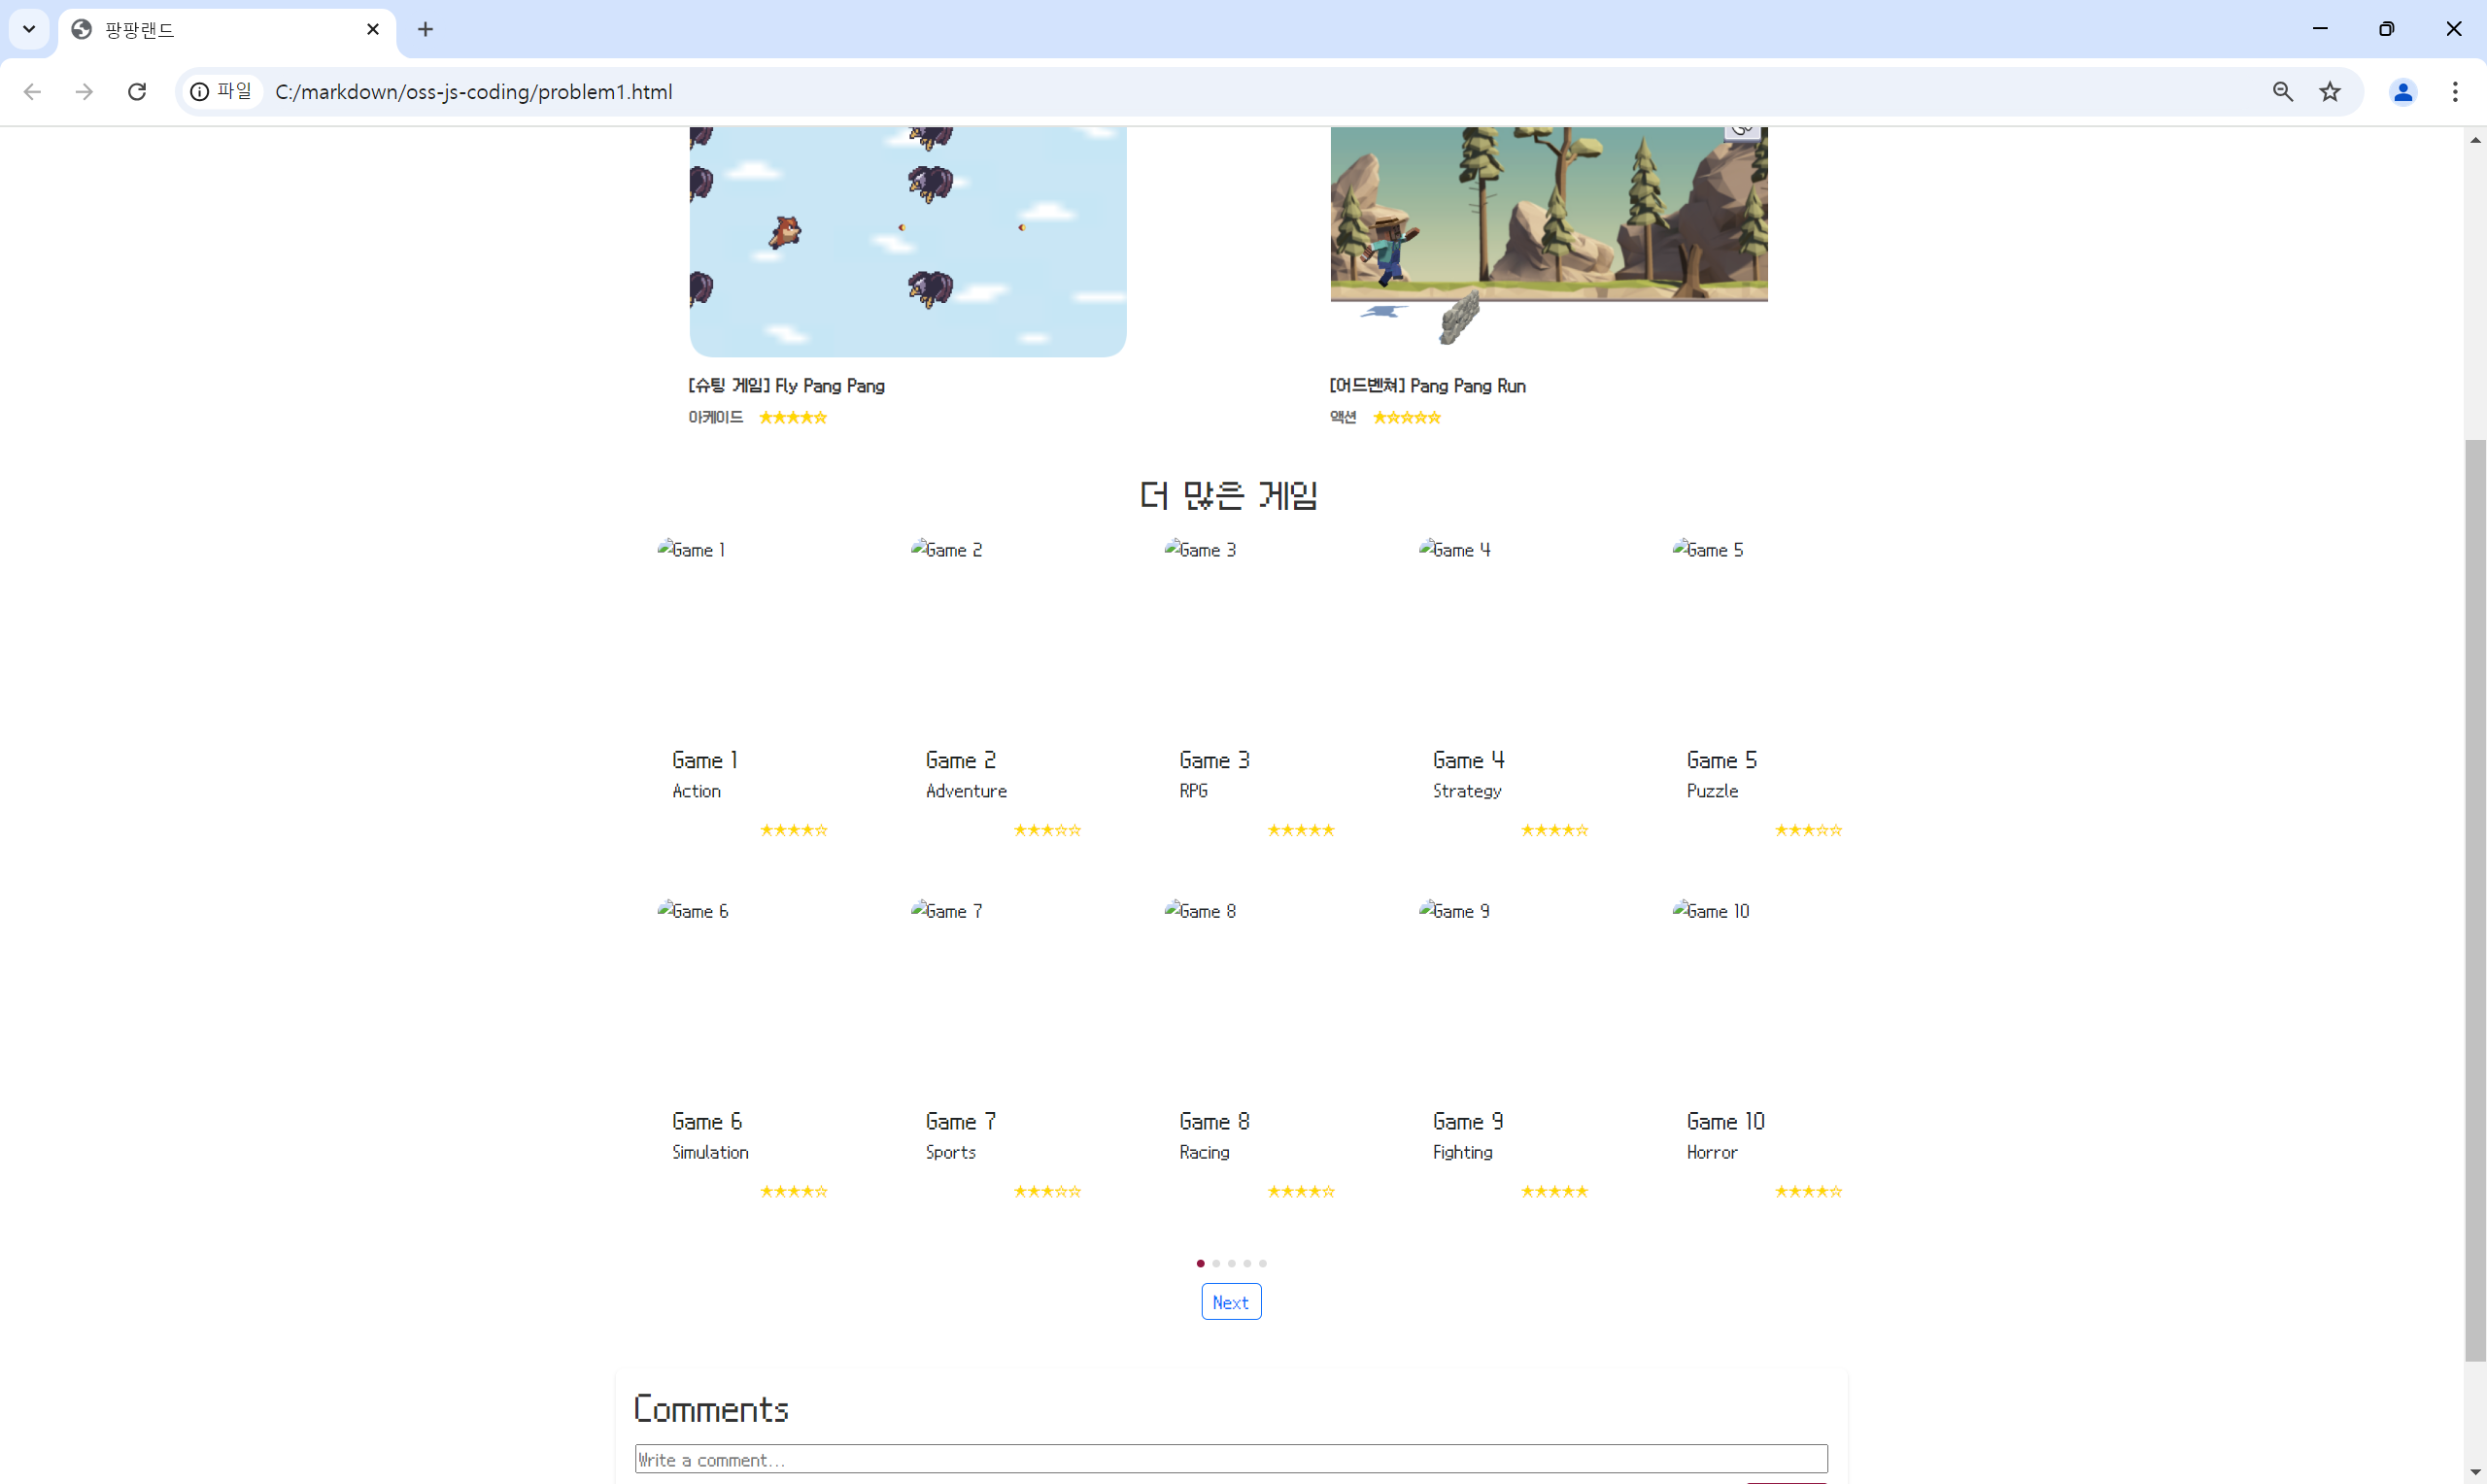 팡팡랜드
파일 C:/markdown/oss-js-coding/problem1.html
[슈팅 게임] Fly Pang Pang
[어드벤쳐] Pang Pang Run
아케이드 ★★★★☆
액션 ★☆☆☆☆
더 많은 게임
Game 1 Game 2 Game 3 Game 4 Game 5
Game 1 Game 2 Game 3 Game 4 Game 5
Action Adventure RPG Strategy Puzzle
★★★★☆ ★★★☆☆ ★★★★★ ★★★★☆ ★★★☆☆
Game 6 Game 7 Game 8 Game 9 Game 10
Game 6 Game 7 Game 8 Game 9 Game 10
Simulation Sports Racing Fighting Horror
★★★★☆ ★★★☆☆ ★★★★☆ ★★★★★ ★★★★☆
Next
Comments
Write a comment...